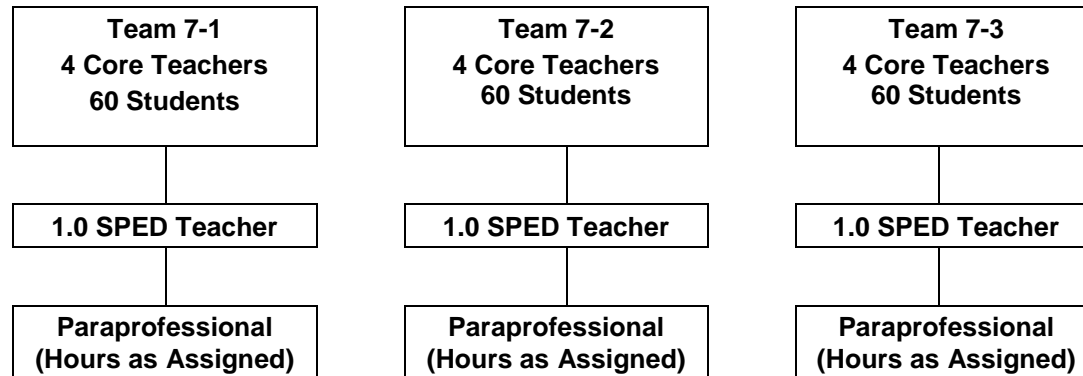 Team 7-1
4 Core Teachers
60 Students
Team 7-2
4 Core Teachers
60 Students
Team 7-3
4 Core Teachers
60 Students
1.0 SPED Teacher
1.0 SPED Teacher
1.0 SPED Teacher
Paraprofessional
(Hours as Assigned)
Paraprofessional
(Hours as Assigned)
Paraprofessional
(Hours as Assigned)